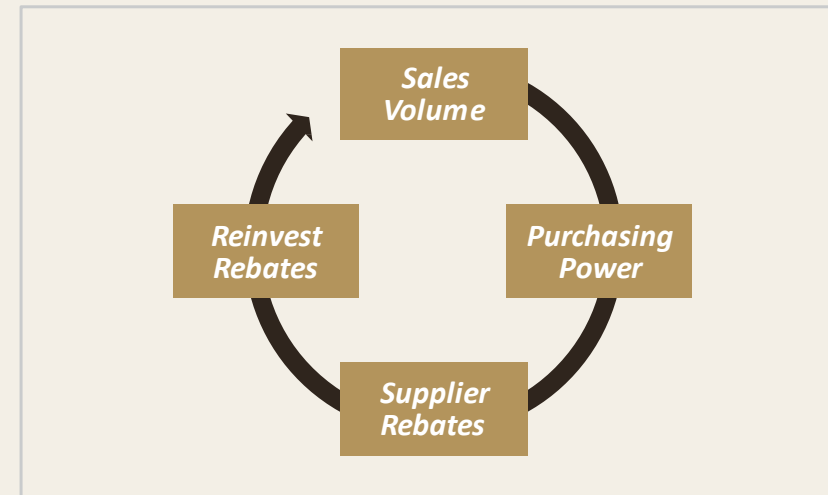 Sales
Volume
Purchasing
Power
Supplier
Rebates
Reinvest
Rebates